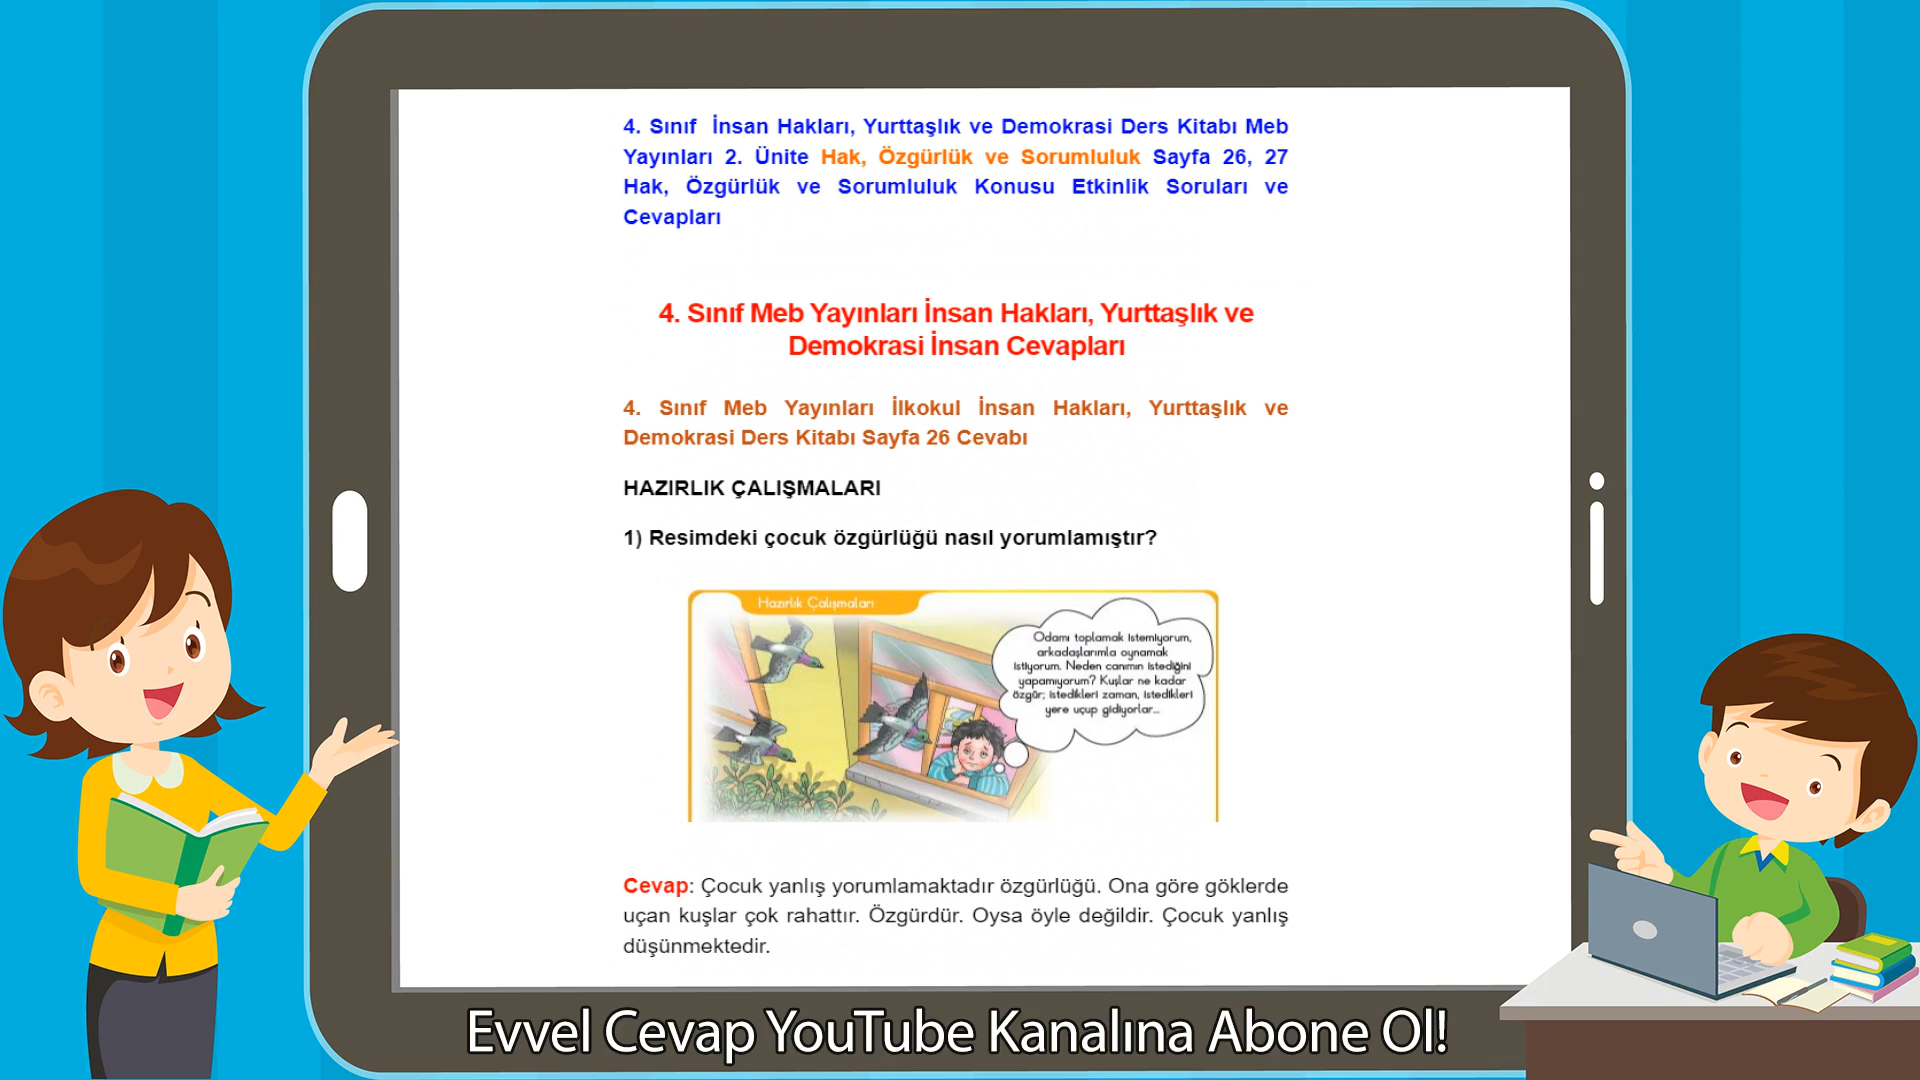 4. Sınıf İnsan Hakları, Yurttaşlık ve Demokrasi Ders Kitabı Meb
Yayınları 2. Ünite Hak, Özgürlük ve Sorumluluk Sayfa 26, 27
Hak, Özgürlük ve Sorumluluk Konusu Etkinlik Soruları ve
Cevapları
4. Sınıf Meb Yayınları İnsan Hakları, Yurttaşlık ve
Demokrasi İnsan Cevapları
4. Sınıf Meb Yayınları İlkokul İnsan Hakları, Yurttaşlık ve
Demokrasi Ders Kitabı Sayfa 26 Cevabı
HAZIRLIK ÇALIŞMALARI
1) Resimdeki çocuk özgürlüğü nasıl yorumlamıştır?
Hazırlık Çalışmaları
Odamı toplamak istemiyorum,
arkadaşlarımla oynamak
istiyorum. Neden canımın istediğini
yapamıyorum? Kuşlar ne kadar
özgür; istedikleri zaman, istedikleri
yere uçup gidiyorlar...
Cevap: Çocuk yanlış yorumlamaktadır özgürlüğü. Ona göre göklerde
uçan kuşlar çok rahattır. Özgürdür. Oysa öyle değildir. Çocuk yanlış
düşünmektedir.
Evvel Cevap YouTube Kanalına Abone Ol!